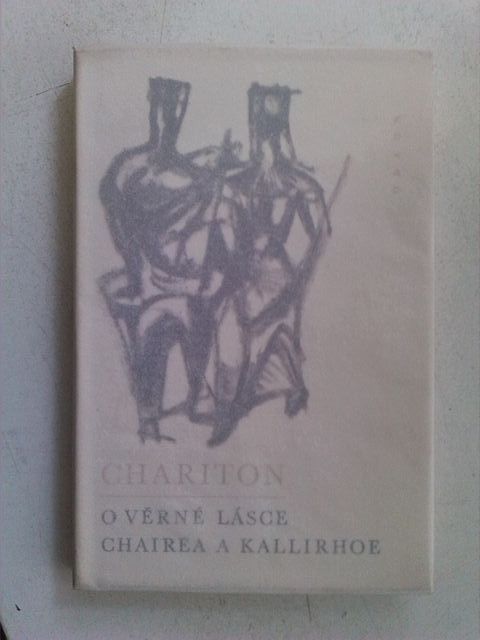 CHARITON
O VĚRNÉ LÁSCE
CHAIREA A KALLIRHOE